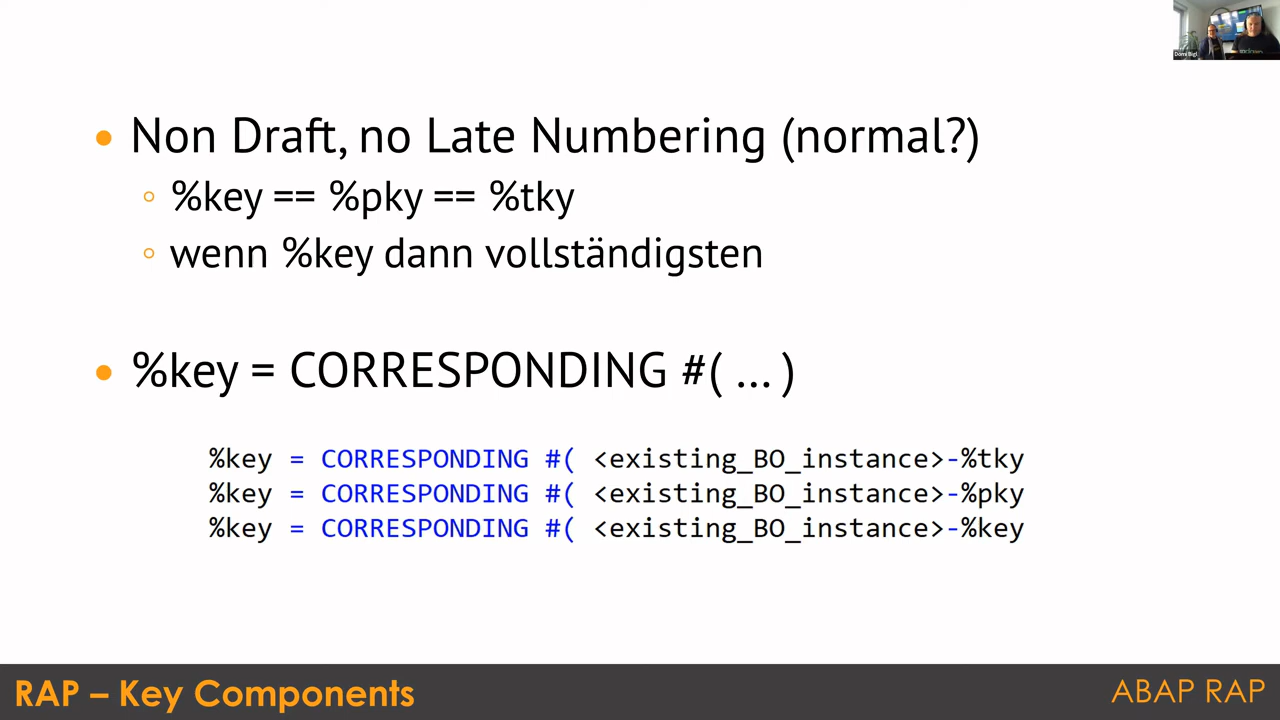 Non Draft, no Late Numbering (normal?)
%key == %pky == %tky
wenn %key dann vollständigsten
%key = CORRESPONDING #( ... )
%key = CORRESPONDING #( <existing_BO_instance>-%tky
%key = CORRESPONDING #( <existing_BO_instance>-%pky
%key = CORRESPONDING #( <existing_BO_instance>-%key
RAP – Key Components
ABAP RAP